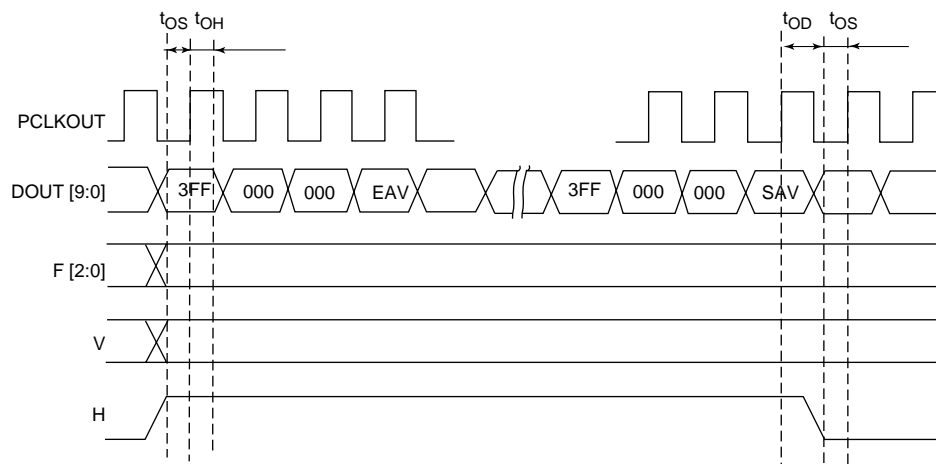 tOS tOH tOD tOS
PCLKOUT
DOUT [9:0] 3FF 000 000 EAV 3FF 000 000 SAV
F [2:0]
V
H